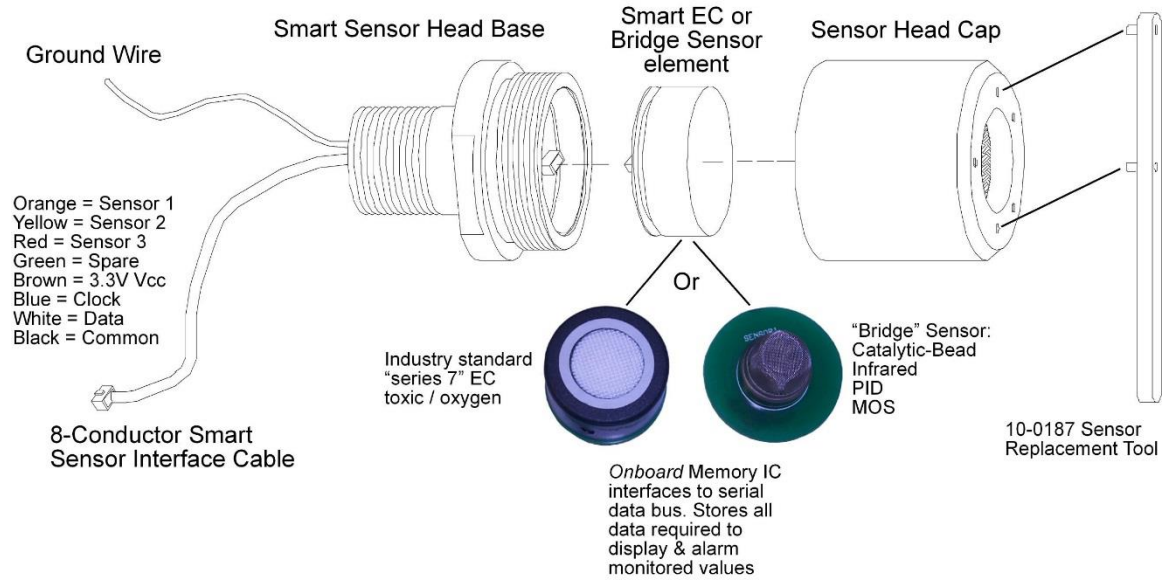 Ground Wire
Smart Sensor Head Base
Smart EC or
Bridge Sensor
element
Sensor Head Cap
Orange = Sensor 1
Yellow = Sensor 2
Red = Sensor 3
Green = Spare
Brown = 3.3V Vcc
Blue = Clock
White = Data
Black = Common
8-Conductor Smart
Sensor Interface Cable
Or
Industry standard
“series 7” EC
toxic / oxygen
SENSOR1
“Bridge” Sensor:
Catalytic-Bead
Infrared
PID
MOS
Onboard Memory IC
interfaces to serial
data bus. Stores all
data required to
display & alarm
monitored values
10-0187 Sensor
Replacement Tool